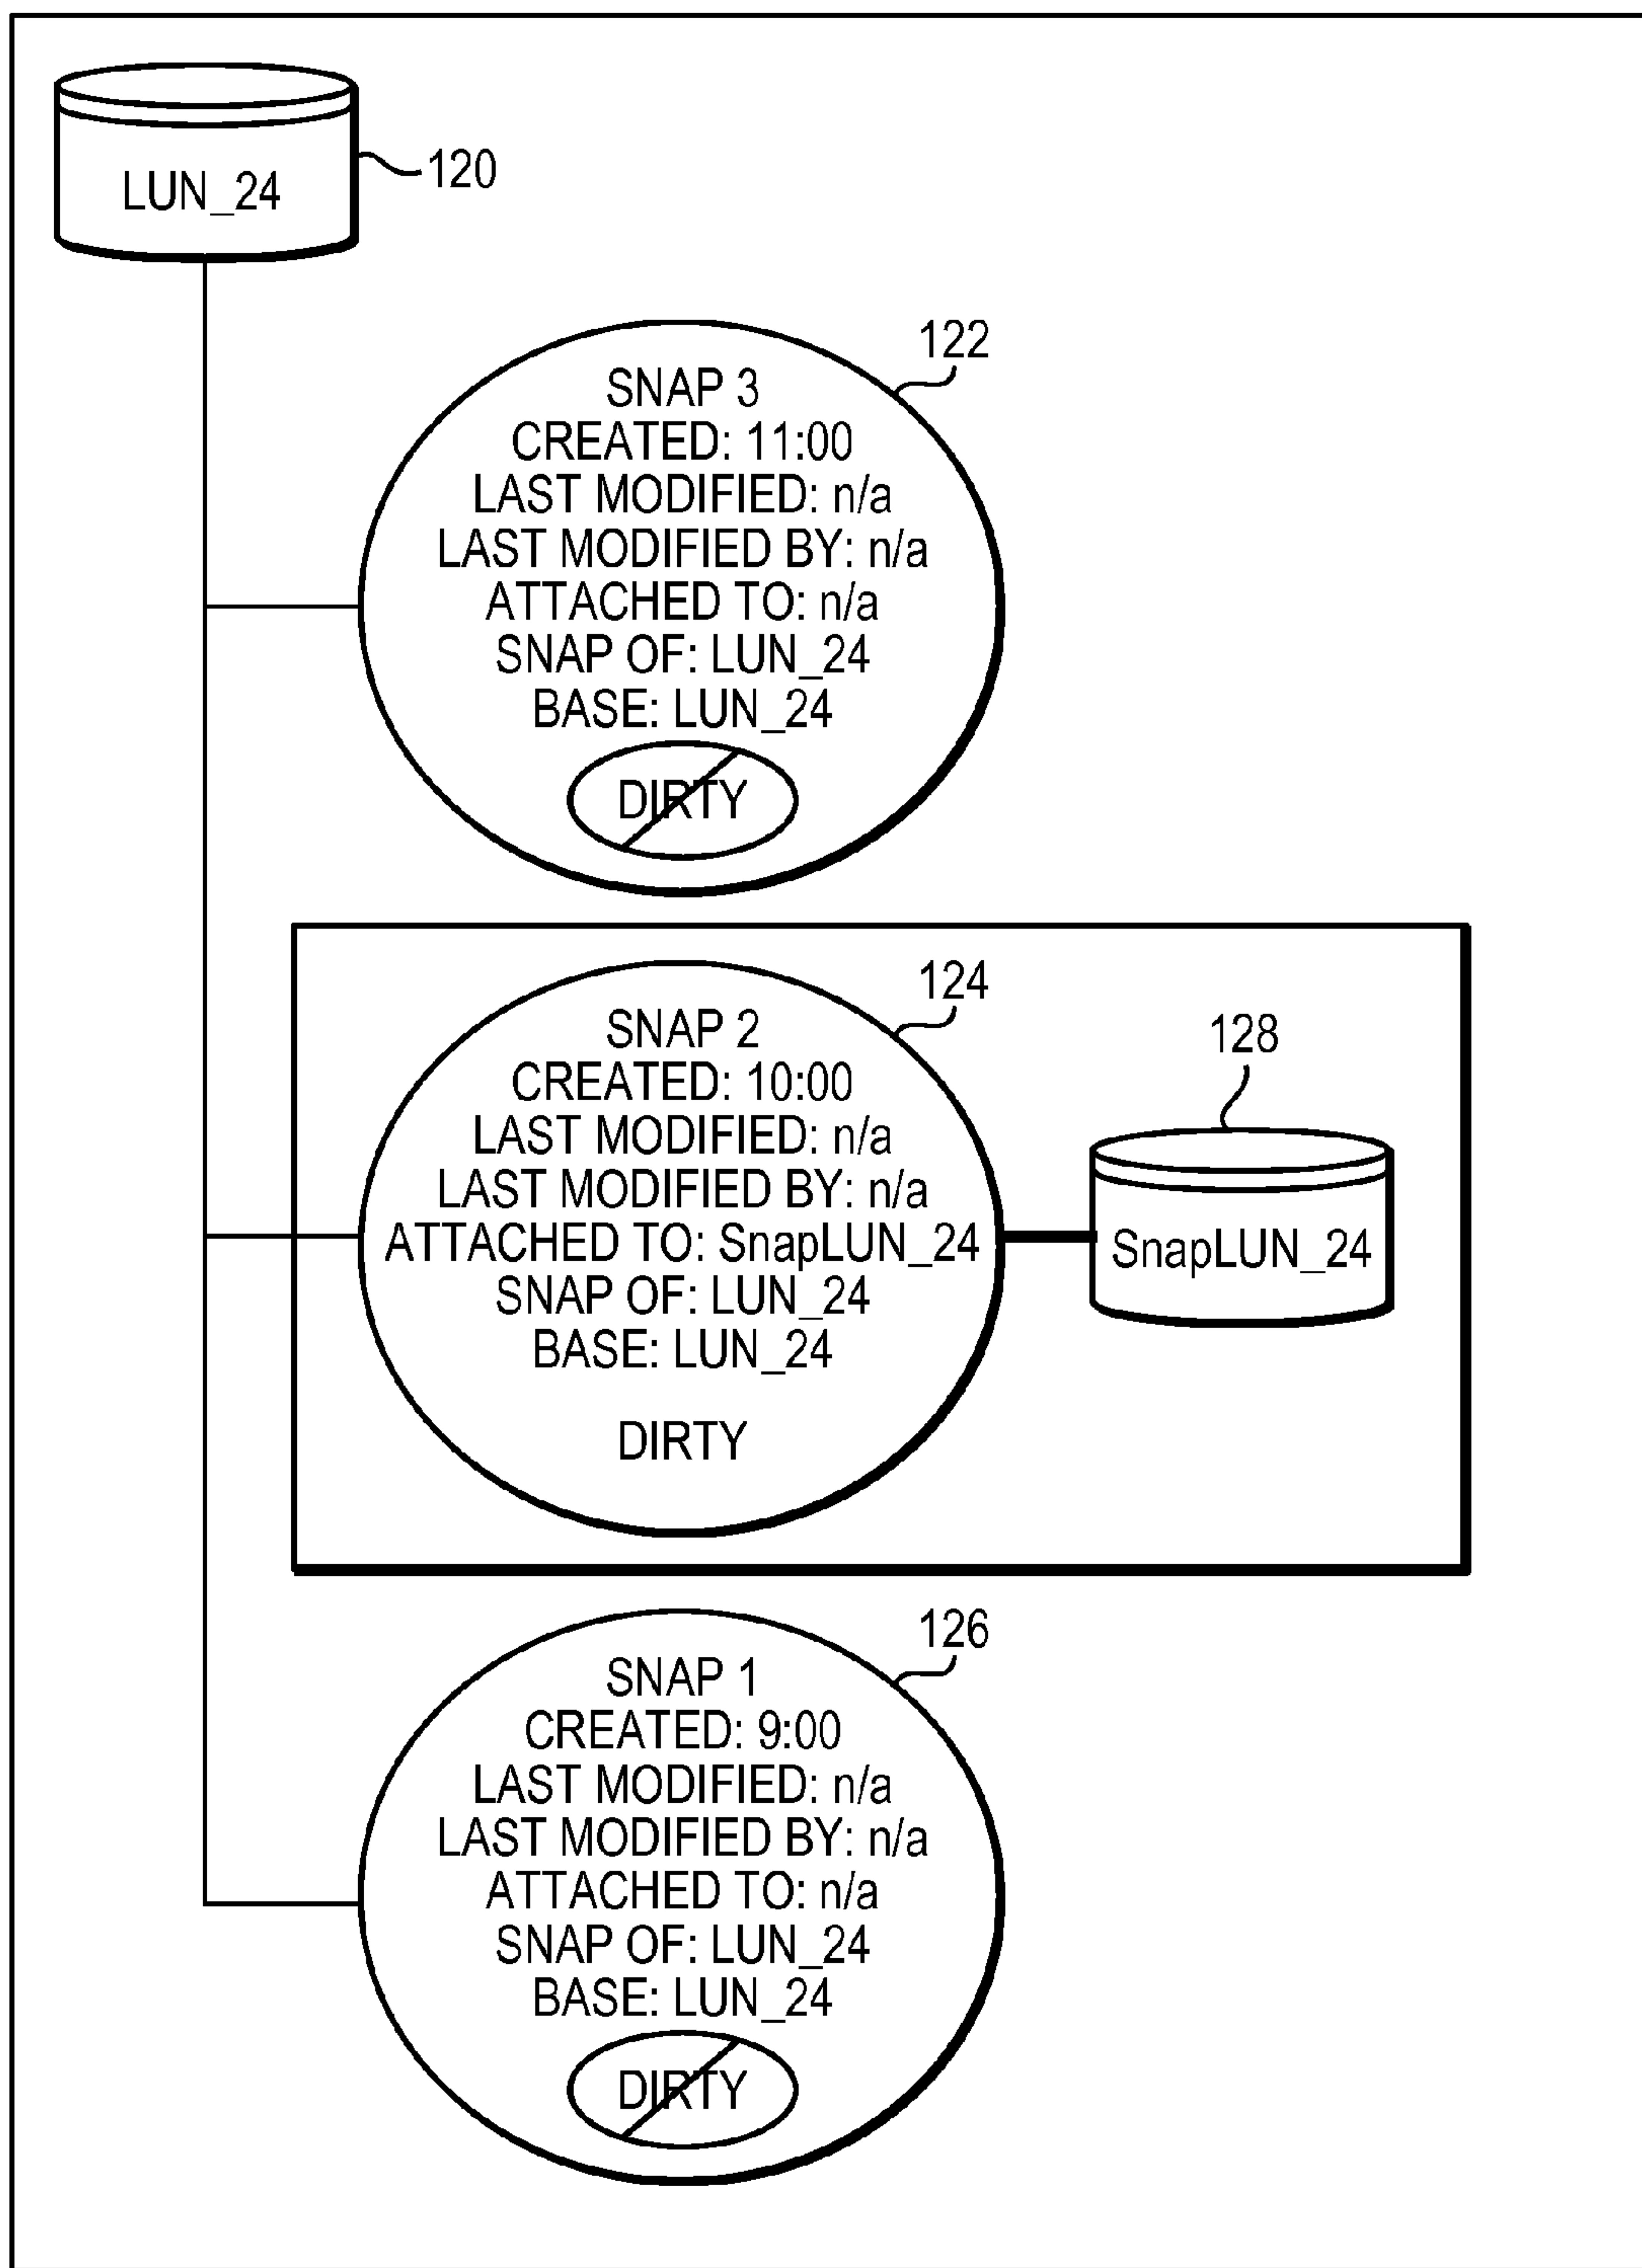 LUN_24
120
122
SNAP 3
CREATED: 11:00
LAST MODIFIED: n/a
LAST MODIFIED BY: n/a
ATTACHED TO: n/a
SNAP OF: LUN_24
BASE: LUN_24
DIRTY
124
SNAP 2
CREATED: 10:00
LAST MODIFIED: n/a
LAST MODIFIED BY: n/a
ATTACHED TO: SnapLUN_24
SNAP OF: LUN_24
BASE: LUN_24
DIRTY
128
SnapLUN_24
126
SNAP 1
CREATED: 9:00
LAST MODIFIED: n/a
LAST MODIFIED BY: n/a
ATTACHED TO: n/a
SNAP OF: LUN_24
BASE: LUN_24
DIRTY